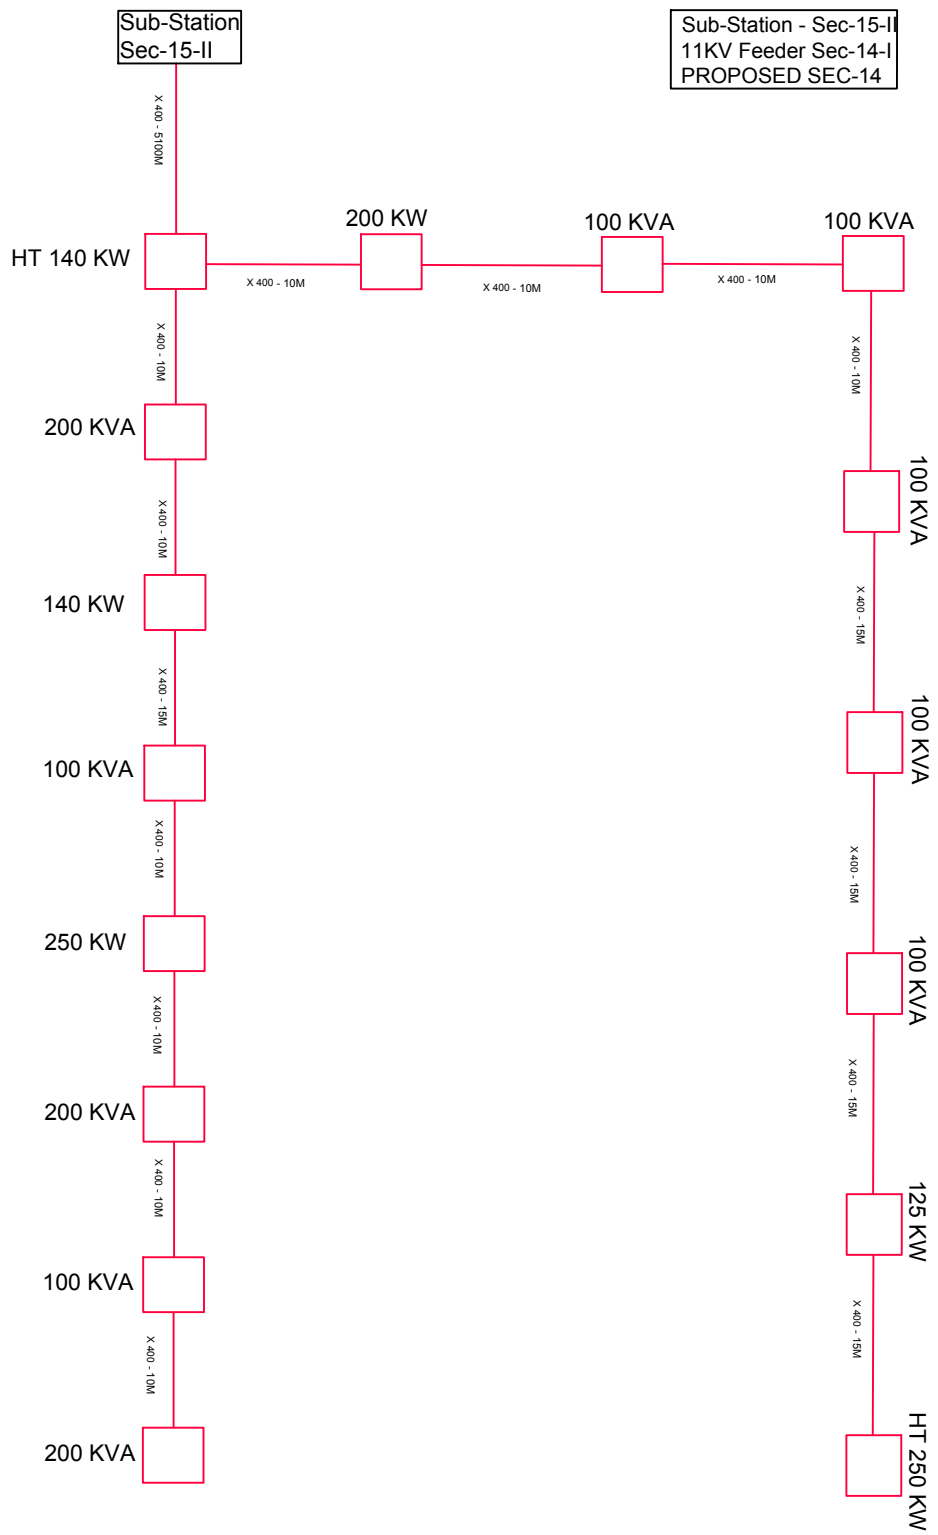 Sub-Station
Sec-15-II
Sub-Station - Sec-15-II
11KV Feeder Sec-14-I
PROPOSED SEC-14
X 400 - 5100M
HT 140 KW
200 KW
100 KVA
100 KVA
X 400 - 10M
X 400 - 10M
X 400 - 10M
X 400 - 10M
X 400 - 10M
200 KVA
100 KVA
X 400 - 10M
140 KW
X 400 - 15M
X 400 - 15M
100 KVA
100 KVA
X 400 - 10M
X 400 - 15M
250 KW
100 KVA
X 400 - 10M
X 400 - 15M
200 KVA
X 400 - 10M
125 KW
100 KVA
X 400 - 10M
X 400 - 15M
200 KVA
HT 250 KW